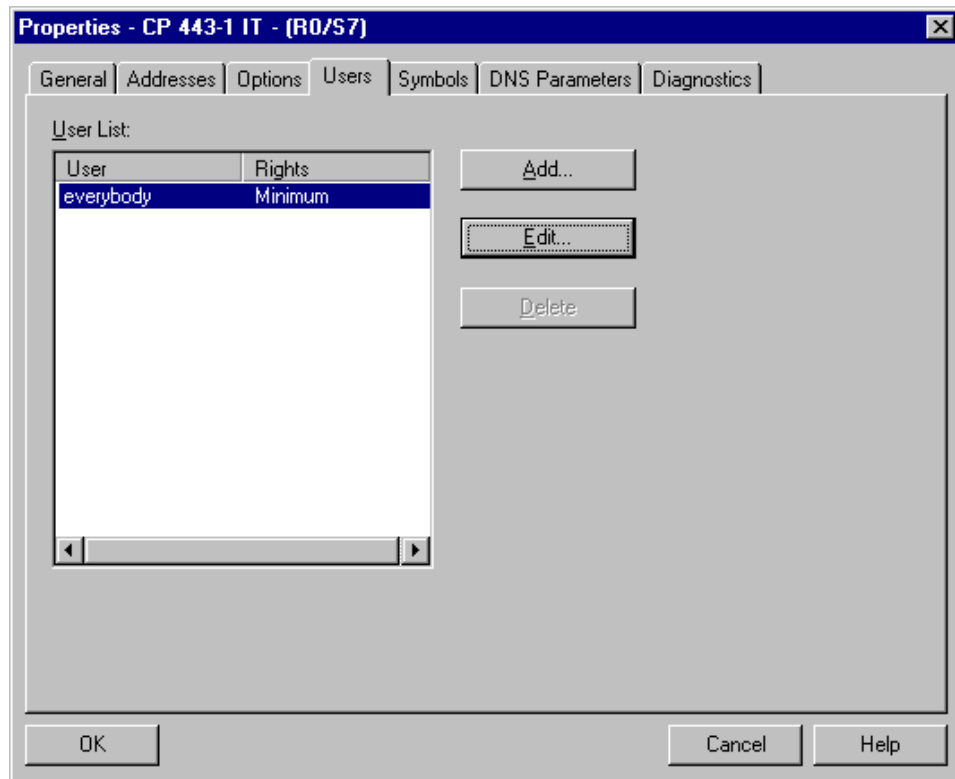 Properties - CP 443-1 IT - (R0/S7)
General Addresses Options Users Symbols DNS Parameters Diagnostics
User List:
User Rights
everybody Minimum
Add...
Edit...
Delete
OK Cancel Help